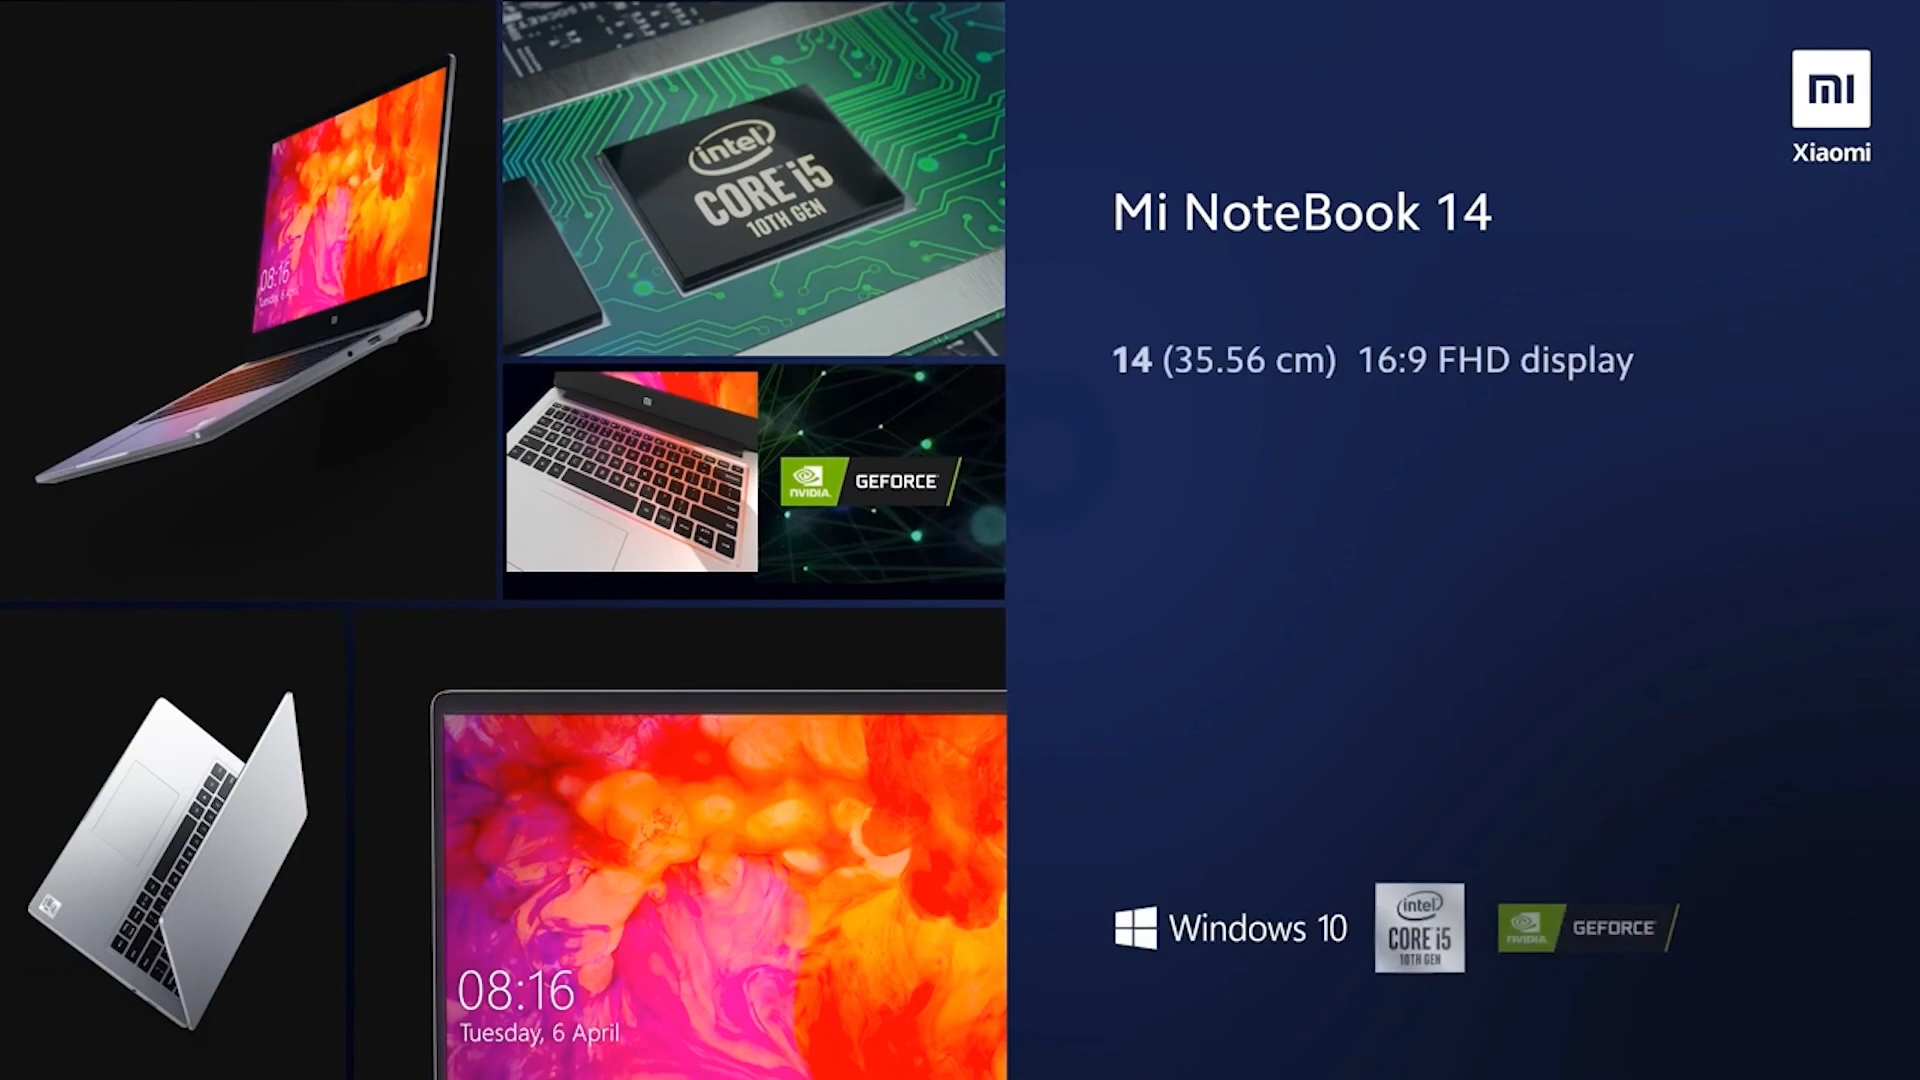 08:16
Tuesday, 6 April
intel
CORE i5
10TH GEN
NVIDIA.
GEFORCE
08:16
Tuesday, 6 April
mi
Xiaomi
Mi NoteBook 14
14 (35.56 cm) 16:9 FHD display
Windows 10
intel
CORE i5
10TH GEN
NVIDIA.
GEFORCE